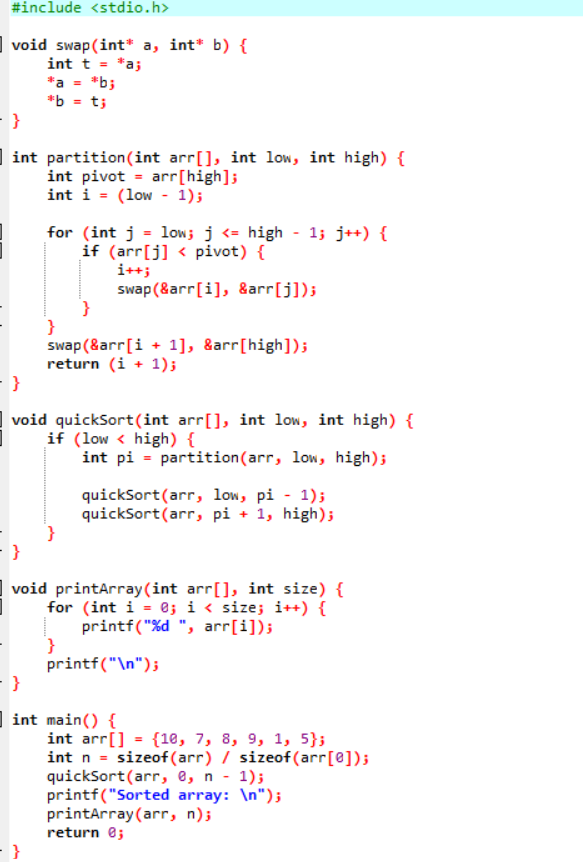 #include <stdio.h>

void swap(int* a, int* b) {
    int t = *a;
    *a = *b;
    *b = t;
}

int partition(int arr[], int low, int high) {
    int pivot = arr[high];
    int i = (low - 1);

    for (int j = low; j <= high - 1; j++) {
        if (arr[j] < pivot) {
            i++;
            swap(&arr[i], &arr[j]);
        }
    }
    swap(&arr[i + 1], &arr[high]);
    return (i + 1);
}

void quickSort(int arr[], int low, int high) {
    if (low < high) {
        int pi = partition(arr, low, high);

        quickSort(arr, low, pi - 1);
        quickSort(arr, pi + 1, high);
    }
}

void printArray(int arr[], int size) {
    for (int i = 0; i < size; i++) {
        printf("%d ", arr[i]);
    }
    printf("\n");
}

int main() {
    int arr[] = {10, 7, 8, 9, 1, 5};
    int n = sizeof(arr) / sizeof(arr[0]);
    quickSort(arr, 0, n - 1);
    printf("Sorted array: \n");
    printArray(arr, n);
    return 0;
}